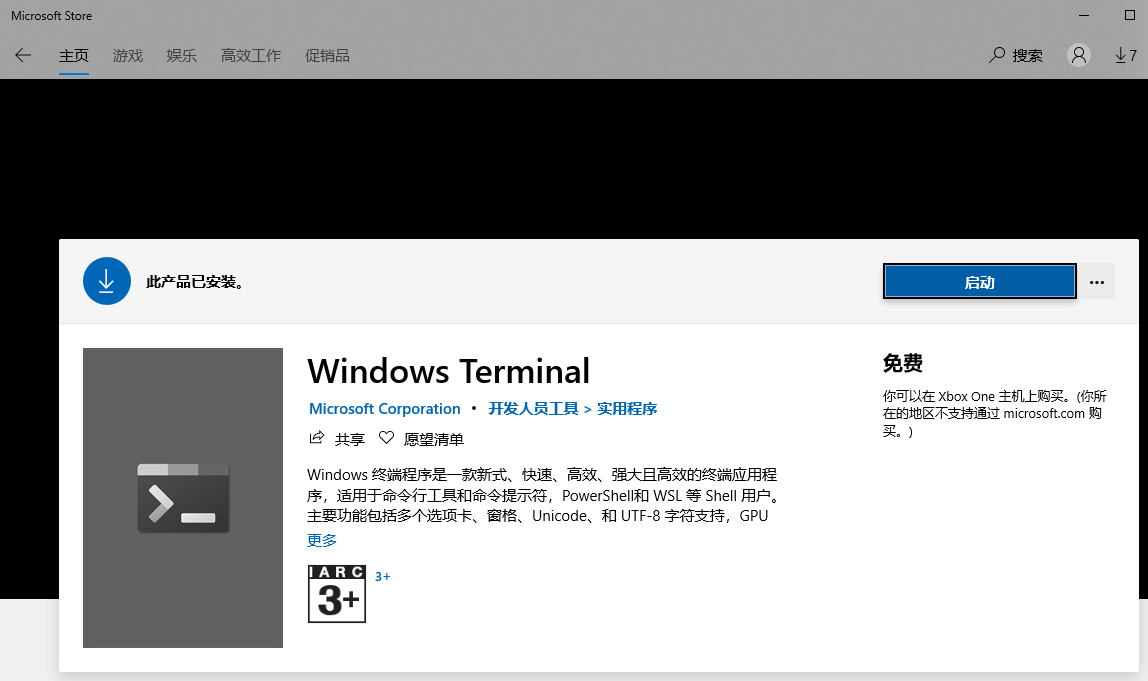 Microsoft Store
主页 游戏 娱乐 高效工作 促销品 搜索 7
此产品已安装。
启动
Windows Terminal
Microsoft Corporation • 开发人员工具 > 实用程序
共享 愿望清单
Windows 终端程序是一款新式、快速、高效、强大且高效的终端应用程
序，适用于命令行工具和命令提示符，PowerShell和 WSL 等 Shell 用户。
主要功能包括多个选项卡、窗格、Unicode、和 UTF-8 字符支持，GPU
更多
IARC
3+
3+
免费
你可以在 Xbox One 主机上购买。(你所
在的地区不支持通过 microsoft.com 购
买。)